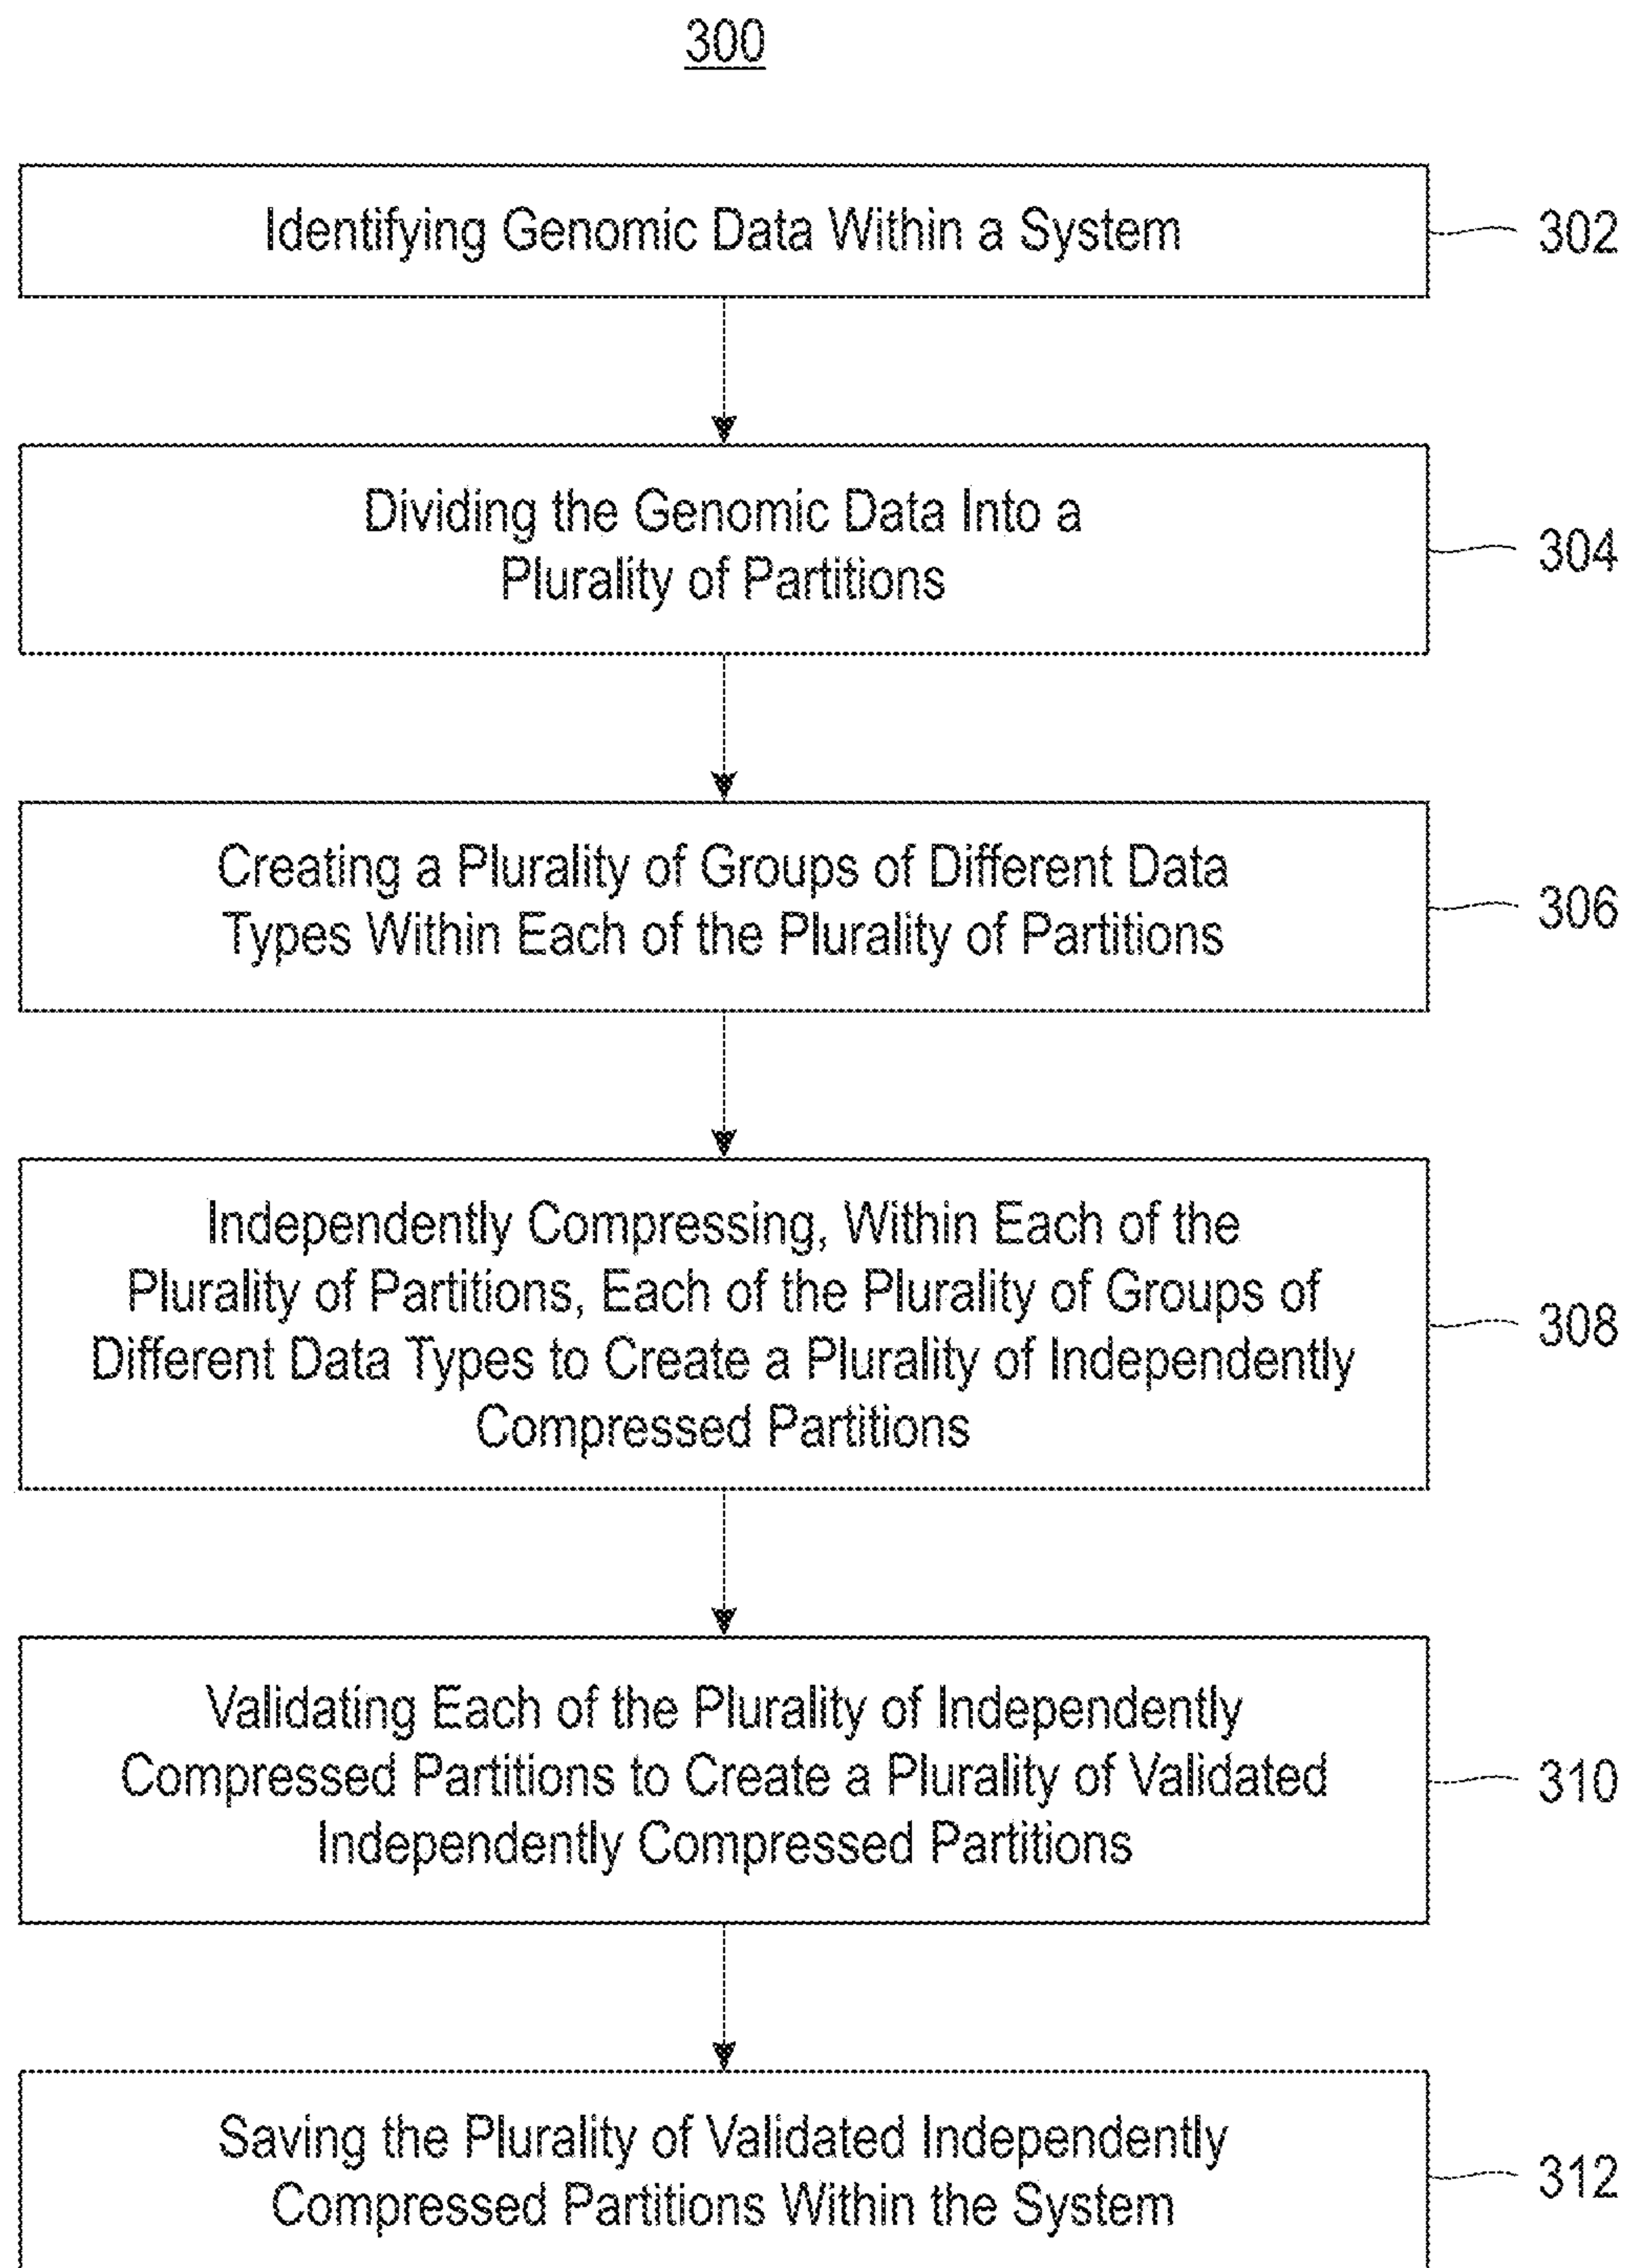 300
Identifying Genomic Data Within a System
302
Dividing the Genomic Data Into a
Plurality of Partitions
304
Creating a Plurality of Groups of Different Data
Types Within Each of the Plurality of Partitions
306
Independently Compressing, Within Each of the
Plurality of Partitions, Each of the Plurality of Groups of
Different Data Types to Create a Plurality of Independently
Compressed Partitions
308
Validating Each of the Plurality of Independently
Compressed Partitions to Create a Plurality of Validated
Independently Compressed Partitions
310
Saving the Plurality of Validated Independently
Compressed Partitions Within the System
312